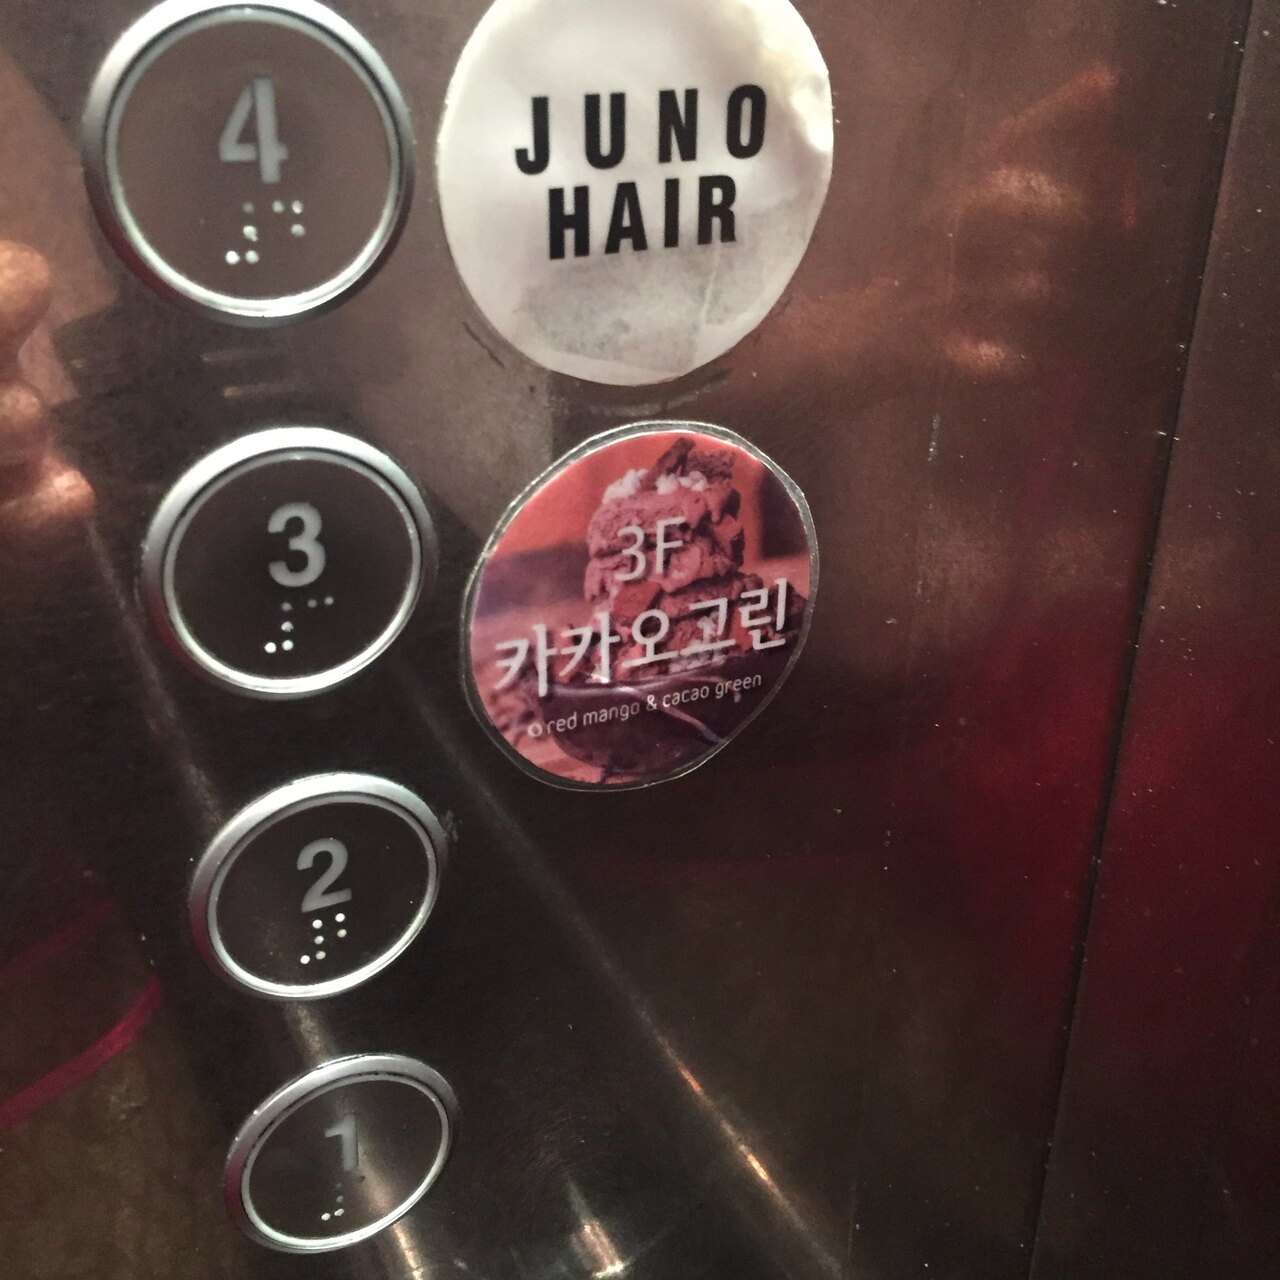 4
JUNO
HAIR
3
3F
카카오그린
red mango & cacao green
2
1